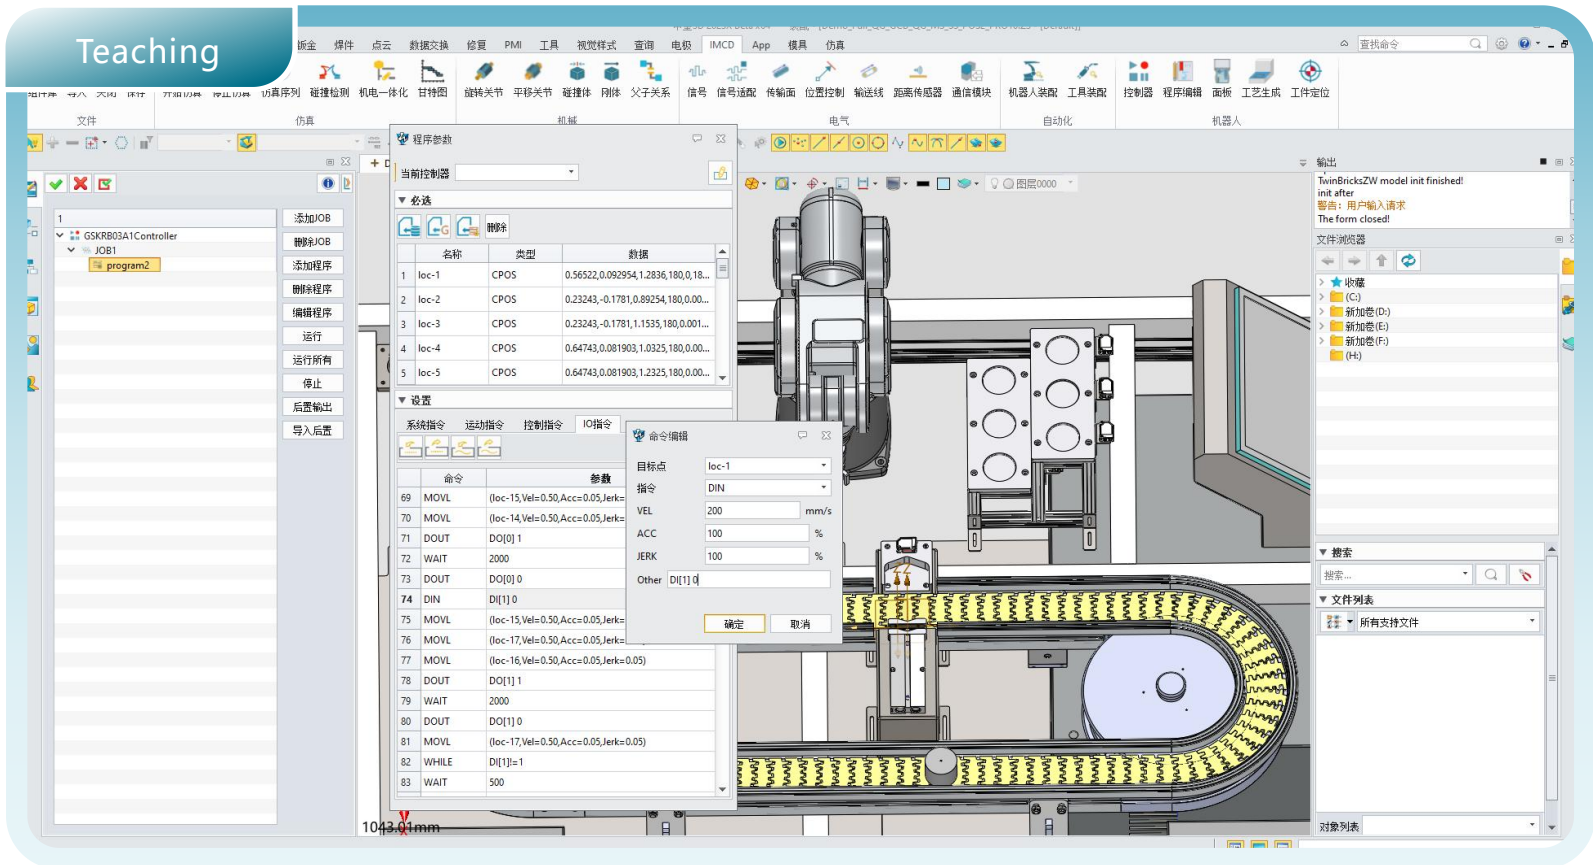 Teaching
钣金 焊件 点云 数据交换 修复 PMI 工具 视觉样式 查询 电极 IMCD App 模具 仿真
查找命令
仿真序列 碰撞检测 机电一体化 甘特图 旋转关节 平移关节 碰撞体 刚体 父子关系 信号 信号适配 传输面 位置控制 输送线 距离传感器 通信模块 机器人装配 工具装配 控制器 程序编辑 面板 工艺生成 工件定位
文件 仿真 机械 电气 自动化 机器人
程序参数
当前控制器
必选
删除
名称 类型 数据
1 loc-1 CPOS 0.56522,0.092954,1.2836,180,0,18...
2 loc-2 CPOS 0.23243,-0.1781,0.89254,180,0.00...
3 loc-3 CPOS 0.23243,-0.1781,1.1535,180,0.001...
4 loc-4 CPOS 0.64743,0.081903,1.0325,180,0.00...
5 loc-5 CPOS 0.64743,0.081903,1.2325,180,0.00...
设置
系统指令 运动指令 控制指令 IO指令
命令 参数
69 MOVL (loc-15,Vel=0.50,Acc=0.05,Jerk=
70 MOVL (loc-14,Vel=0.50,Acc=0.05,Jerk=
71 DOUT DO[0] 1
72 WAIT 2000
73 DOUT DO[0] 0
74 DIN DI[1] 0
75 MOVL (loc-15,Vel=0.50,Acc=0.05,Jerk=
76 MOVL (loc-17,Vel=0.50,Acc=0.05,Jerk=
77 MOVL (loc-16,Vel=0.50,Acc=0.05,Jerk=0.05)
78 DOUT DO[1] 1
79 WAIT 2000
80 DOUT DO[1] 0
81 MOVL (loc-17,Vel=0.50,Acc=0.05,Jerk=0.05)
82 WHILE DI[1]!=1
83 WAIT 500
1
GSKRB03A1Controller
JOB1
program2
添加JOB
删除JOB
添加程序
删除程序
编辑程序
运行
运行所有
停止
后置输出
导入后置
命令编辑
目标点 loc-1
指令 DIN
VEL 200 mm/s
ACC 100 %
JERK 100 %
Other DI[1] 0
确定 取消
图层0000
1043.01mm
输出
TwinBricksZW model init finished!
init after
警告：用户输入请求
The form closed!
文件浏览器
收藏
(C:)
新加卷(D:)
新加卷(E:)
新加卷(F:)
(H:)
搜索
搜索...
文件列表
所有支持文件
对象列表